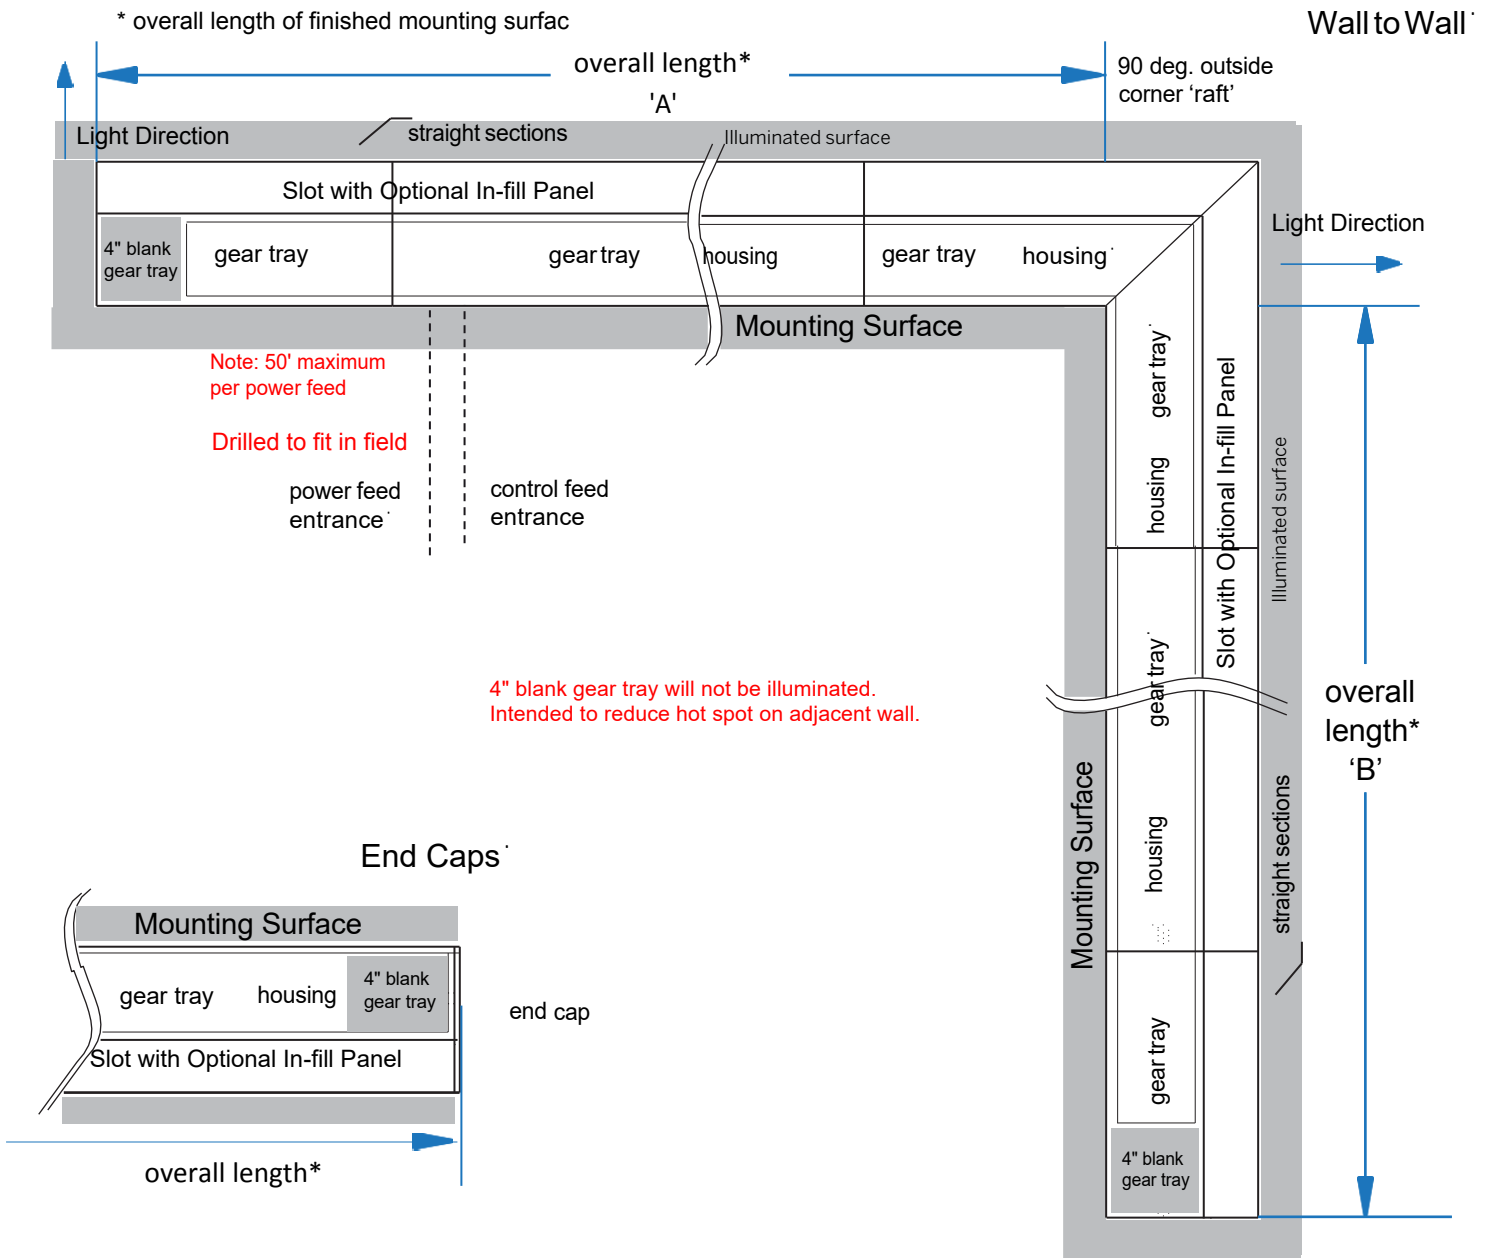 * overall length of finished mounting surfac
Wall to Wall
overall length*
'A'
90 deg. outside
corner ‘raft’
Light Direction
straight sections
Illuminated surface
Slot with Optional In-fill Panel
4" blank
gear tray
gear tray
gear tray
housing
gear tray
housing
Light Direction
Mounting Surface
Note: 50' maximum
per power feed
Drilled to fit in field
power feed
entrance
control feed
entrance
gear tray
housing
Slot with Optional In-fill Panel
Illuminated surface
4" blank gear tray will not be illuminated.
Intended to reduce hot spot on adjacent wall.
gear tray
overall
length*
‘B’
Mounting Surface
housing
straight sections
gear tray
4" blank
gear tray
End Caps
Mounting Surface
gear tray
housing
4" blank
gear tray
end cap
Slot with Optional In-fill Panel
overall length*